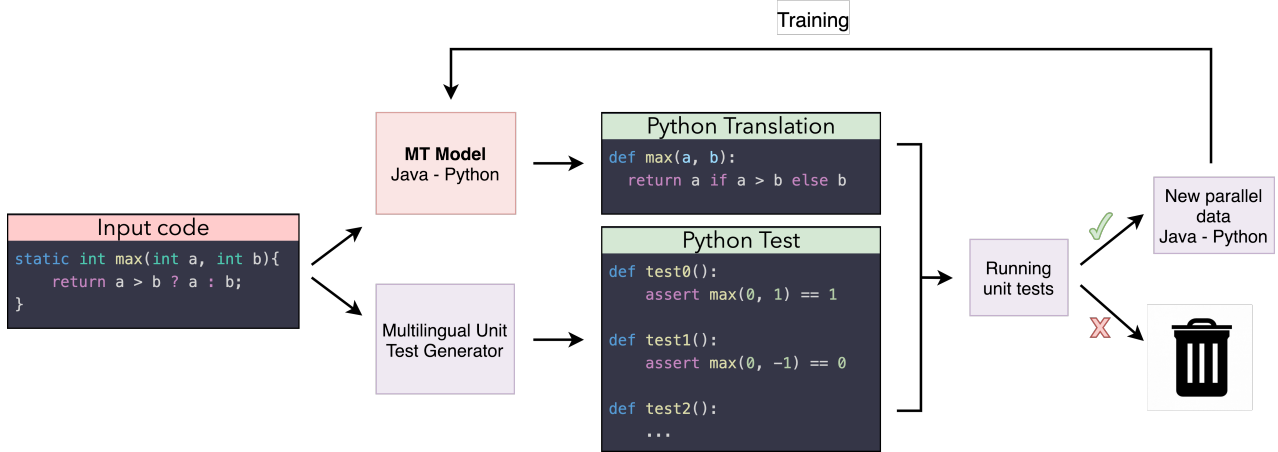 Training
MT Model
Java - Python
Python Translation
def max(a, b):
  return a if a > b else b
Input code
static int max(int a, int b){
    return a > b ? a : b;
}
Multilingual Unit
Test Generator
Python Test
def test0():
    assert max(0, 1) == 1
def test1():
    assert max(0, -1) == 0
def test2():
    ...
Running
unit tests
New parallel
data
Java - Python